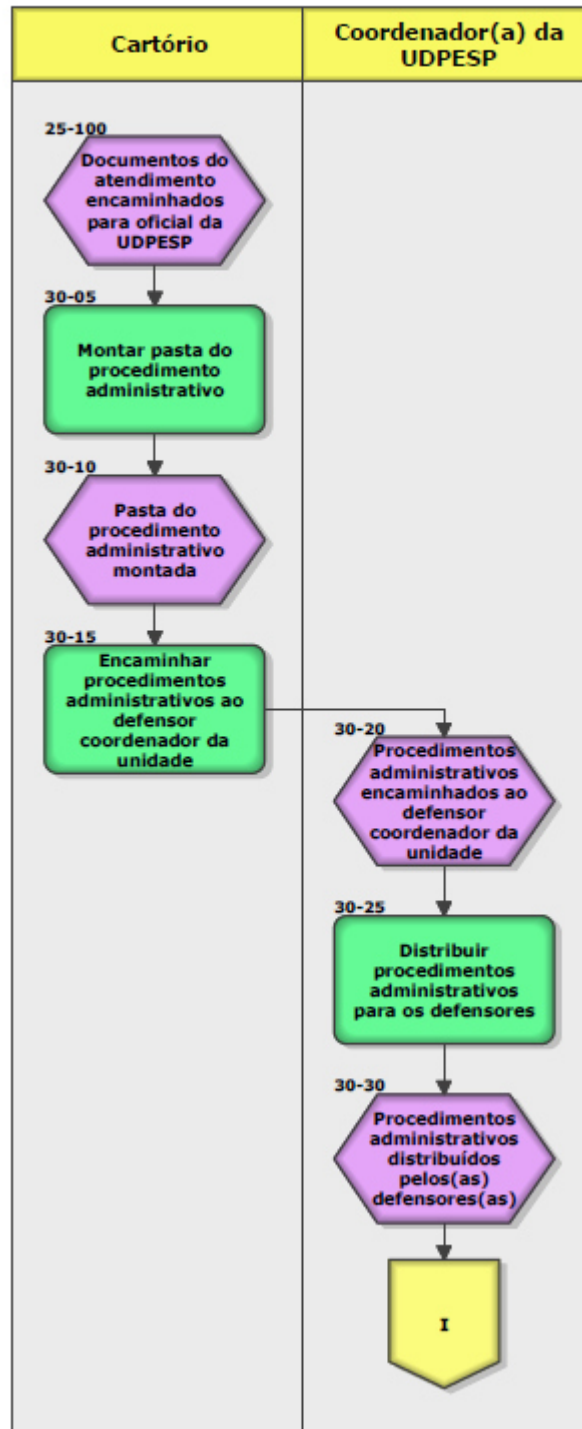 Cartório
Coordenador(a) da
UDPESP
25-100
Documentos do
atendimento
encaminhados
para oficial da
UDPESP
30-05
Montar pasta do
procedimento
administrativo
30-10
Pasta do
procedimento
administrativo
montada
30-15
Encaminhar
procedimentos
administrativos ao
defensor
coordenador da
unidade
30-20
Procedimentos
administrativos
encaminhados ao
defensor
coordenador da
unidade
30-25
Distribuir
procedimentos
administrativos
para os defensores
30-30
Procedimentos
administrativos
distribuídos
pelos(as)
defensores(as)
I